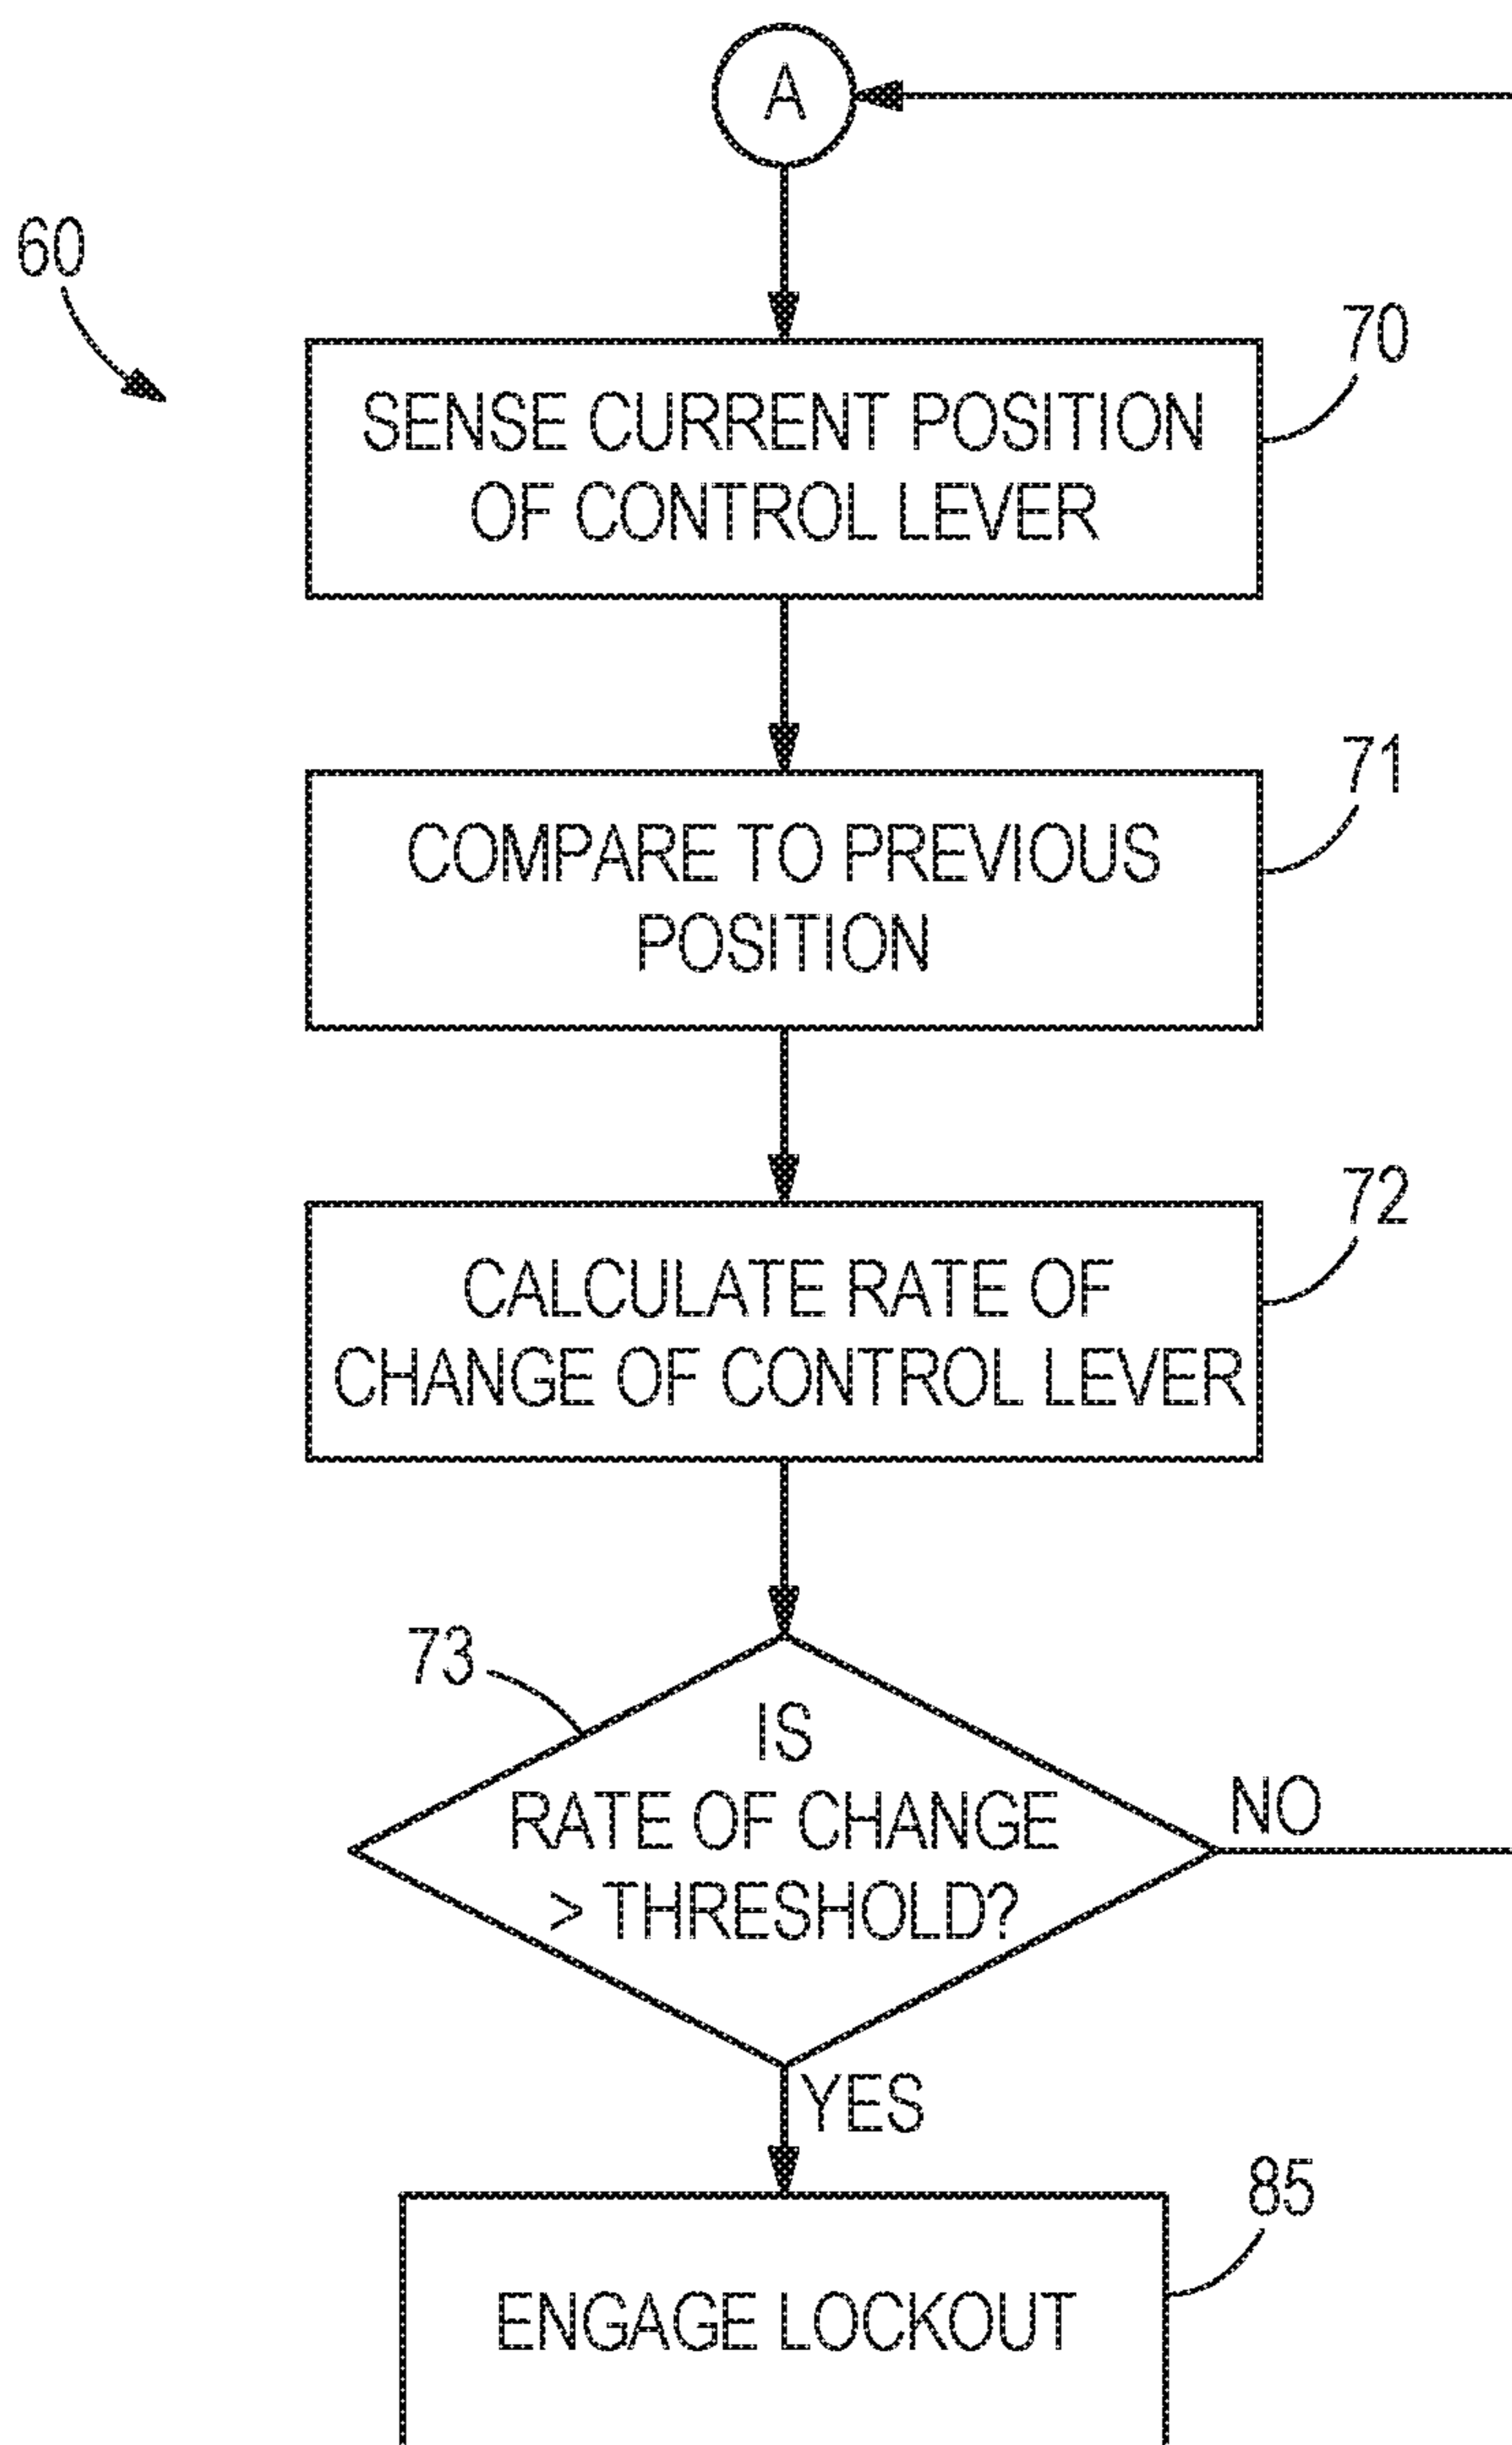 A
60
70
SENSE CURRENT POSITION
OF CONTROL LEVER
71
COMPARE TO PREVIOUS
POSITION
72
CALCULATE RATE OF
CHANGE OF CONTROL LEVER
73
IS
RATE OF CHANGE
> THRESHOLD?
NO
YES
85
ENGAGE LOCKOUT